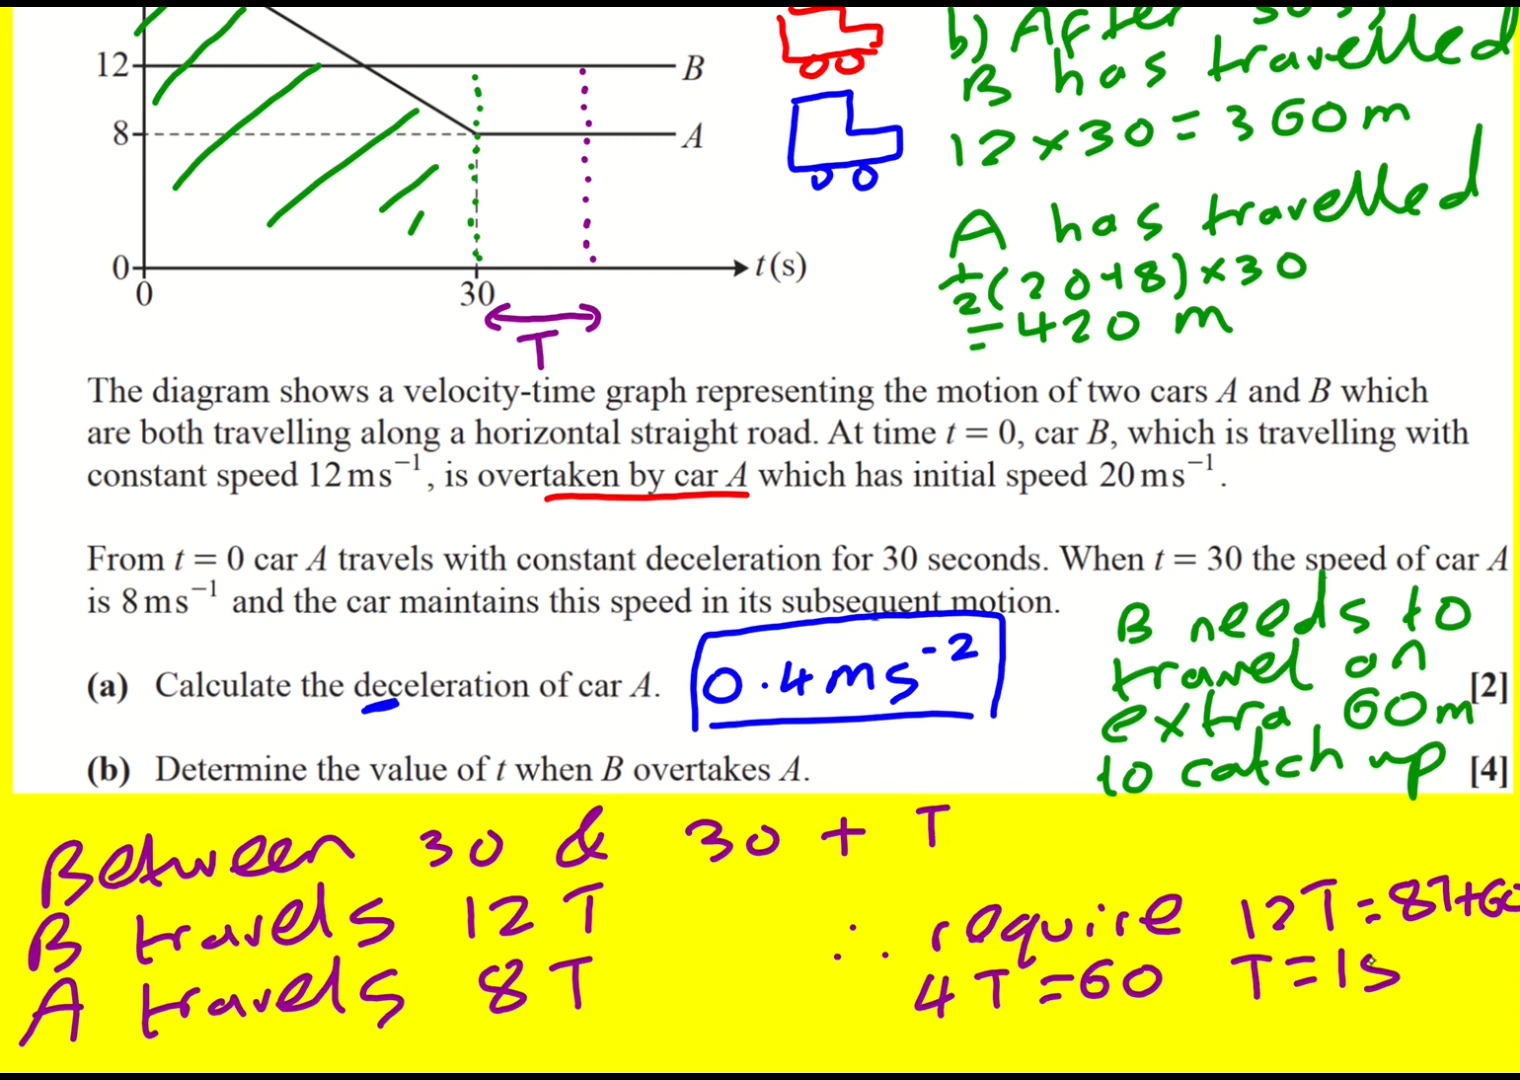 b) After 30s,
B has travelled
12 × 30 = 360 m
A has travelled
½(20+8)×30
= 420 m
12
B
8
A
0
t (s)
0
30
T
The diagram shows a velocity-time graph representing the motion of two cars A and B which
are both travelling along a horizontal straight road. At time t = 0, car B, which is travelling with
constant speed 12 m s⁻¹, is overtaken by car A which has initial speed 20 m s⁻¹.
From t = 0 car A travels with constant deceleration for 30 seconds. When t = 30 the speed of car A
is 8 m s⁻¹ and the car maintains this speed in its subsequent motion.
(a) Calculate the deceleration of car A. [2]
0.4ms⁻²
B needs to
travel an
extra 60m
to catch up
(b) Determine the value of t when B overtakes A. [4]
Between 30 & 30 + T
B travels 12T
A travels 8T
∴ require 12T=8T+60
4T=60 T=15